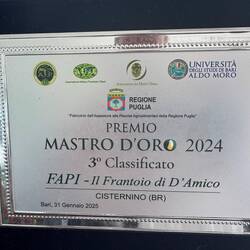 UNIVERSITÀ
DEGLI STUDI DI BARI
ALDO MORO
REGIONE
PUGLIA
"Patrocinio dell'Assessore alle Risorse Agroalimentari della Regione Puglia"
PREMIO
MASTRO D'ORO 2024
3° Classificato
FAPI - Il Frantoio di D'Amico
CISTERNINO (BR)
Bari, 31 Gennaio 2025